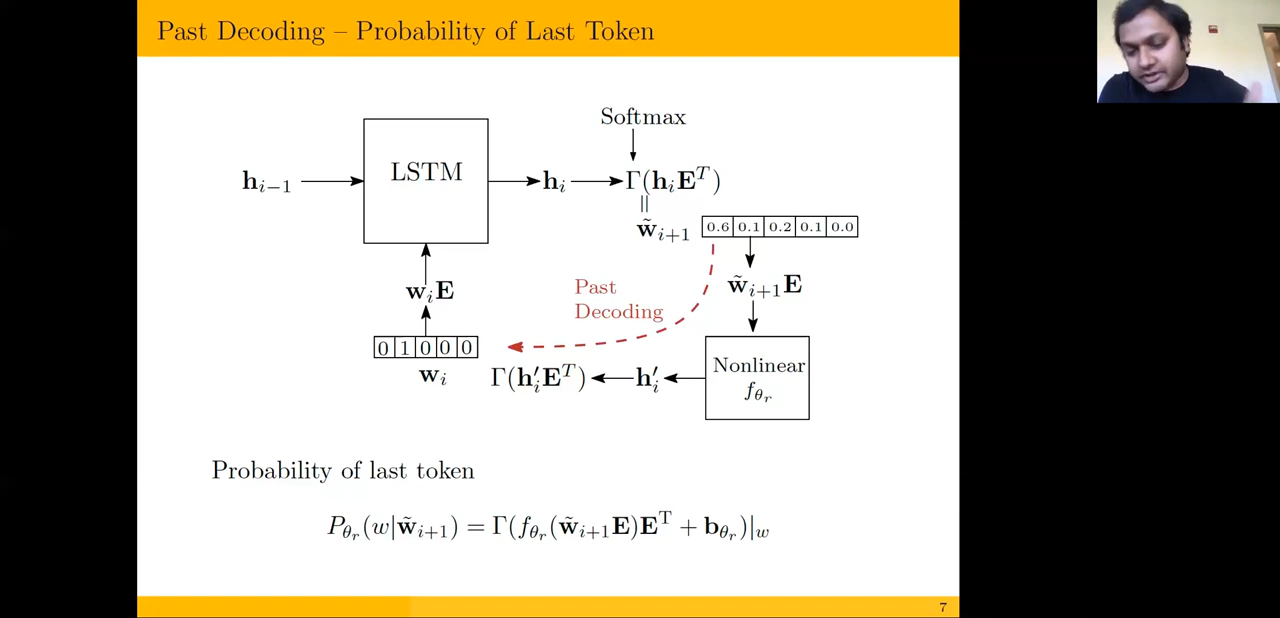 Past Decoding – Probability of Last Token
Softmax
LSTM
h_{i−1}
h_i
Γ(h_i E^T)
||
w̃_{i+1} 0.6 0.1 0.2 0.1 0.0
w_i E
Past
Decoding
w̃_{i+1} E
0 1 0 0 0
w_i
Γ(h′_i E^T)
h′_i
Nonlinear
f_{θ_r}
Probability of last token
P_{θ_r}(w|w̃_{i+1}) = Γ(f_{θ_r}(w̃_{i+1}E)E^T + b_{θ_r})|_w
7